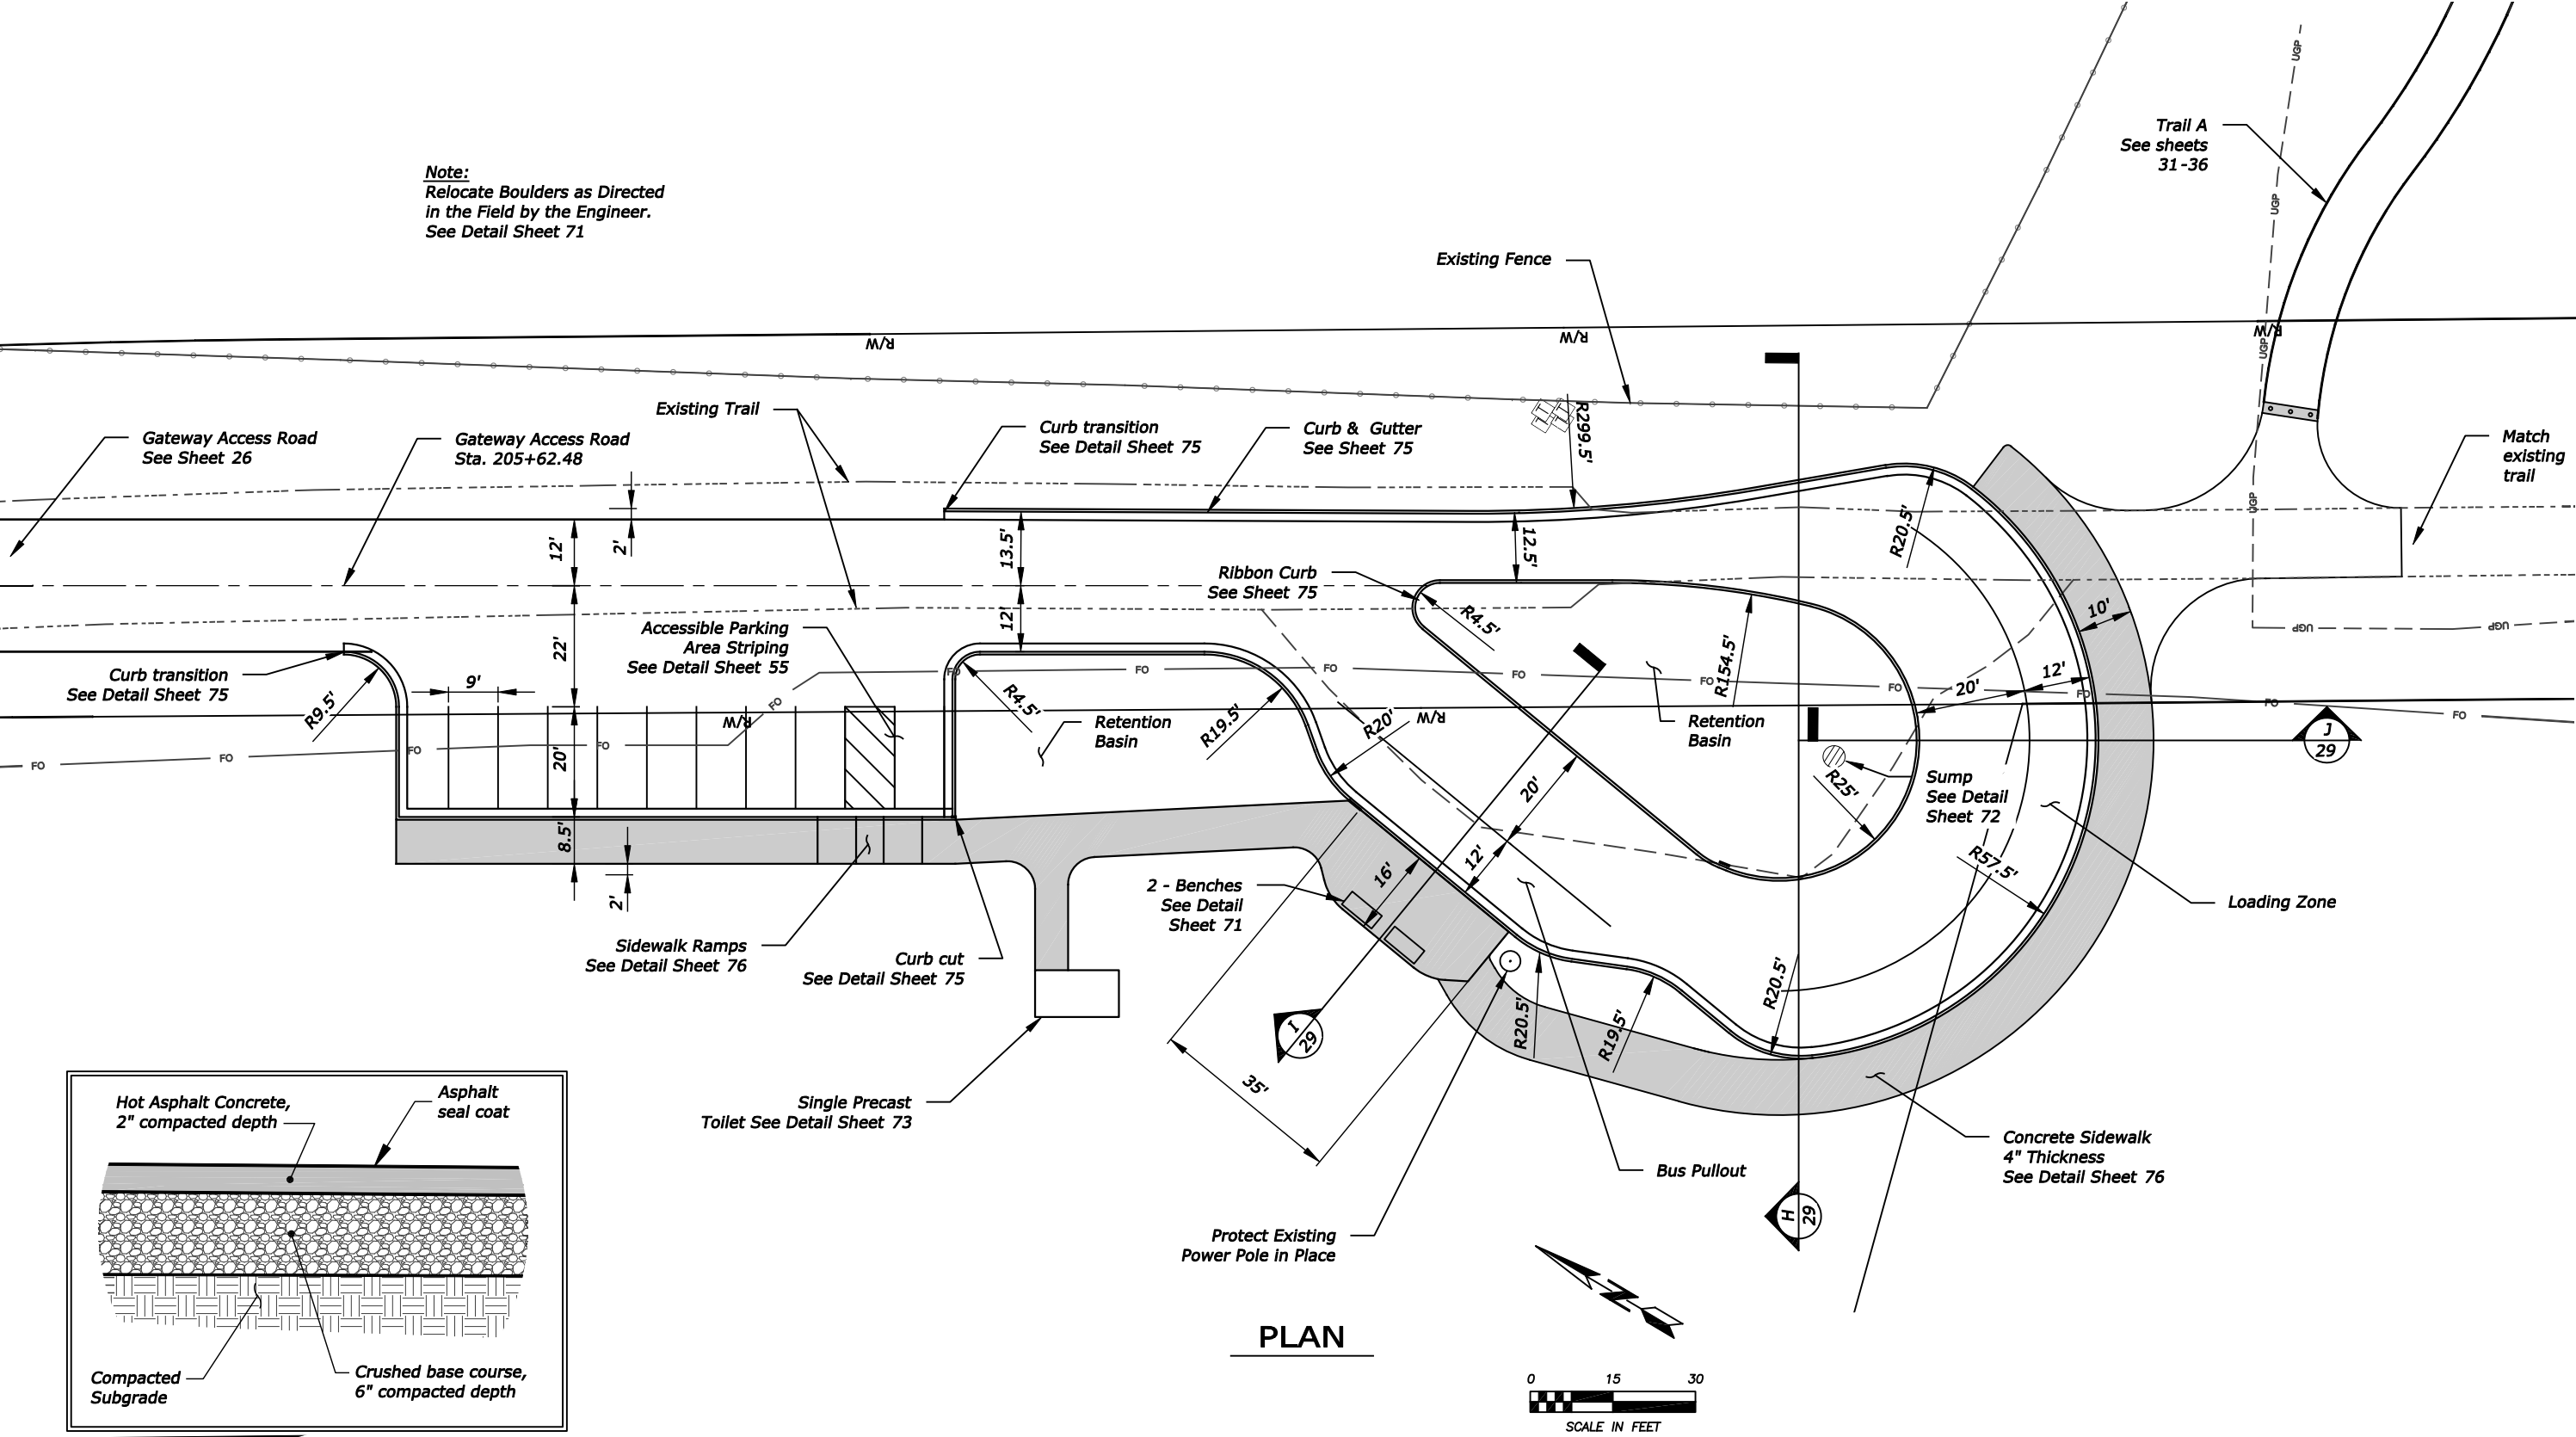 Note:
Relocate Boulders as Directed
in the Field by the Engineer.
See Detail Sheet 71
Trail A
See sheets
31-36
UGP
UGP
UGP
UGP
UGP
UGP
Existing Fence
R/W
R/W
R/W
Existing Trail
Gateway Access Road
See Sheet 26
Gateway Access Road
Sta. 205+62.48
Curb transition
See Detail Sheet 75
Curb & Gutter
See Sheet 75
R299.5'
Match
existing
trail
12'
2'
13.5'
12.5'
R20.5'
Ribbon Curb
See Sheet 75
R4.5'
12'
22'
10'
Accessible Parking
Area Striping
See Detail Sheet 55
Curb transition
See Detail Sheet 75
R9.5'
9'
R154.5'
12'
20'
FO
FO
FO
FO
FO
FO
FO
FO
FO
FO
FO
FO
FO
FO
R4.5'
Retention
Basin
R19.5'
R20'
R/W
R/W
Retention
Basin
J
29
20'
20'
Sump
See Detail
Sheet 72
R25'
8.5'
2'
12'
16'
R57.5'
2 - Benches
See Detail
Sheet 71
Loading Zone
Sidewalk Ramps
See Detail Sheet 76
Curb cut
See Detail Sheet 75
R20.5'
R20.5'
R19.5'
I
29
35'
Single Precast
Toilet See Detail Sheet 73
Bus Pullout
Concrete Sidewalk
4" Thickness
See Detail Sheet 76
H
29
Protect Existing
Power Pole in Place
Hot Asphalt Concrete,
2" compacted depth
Asphalt
seal coat
Compacted
Subgrade
Crushed base course,
6" compacted depth
N
PLAN
0 15 30
SCALE IN FEET